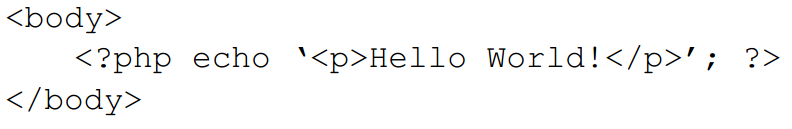 <body>
<?php echo ‘<p>Hello World!</p>’; ?>
</body>